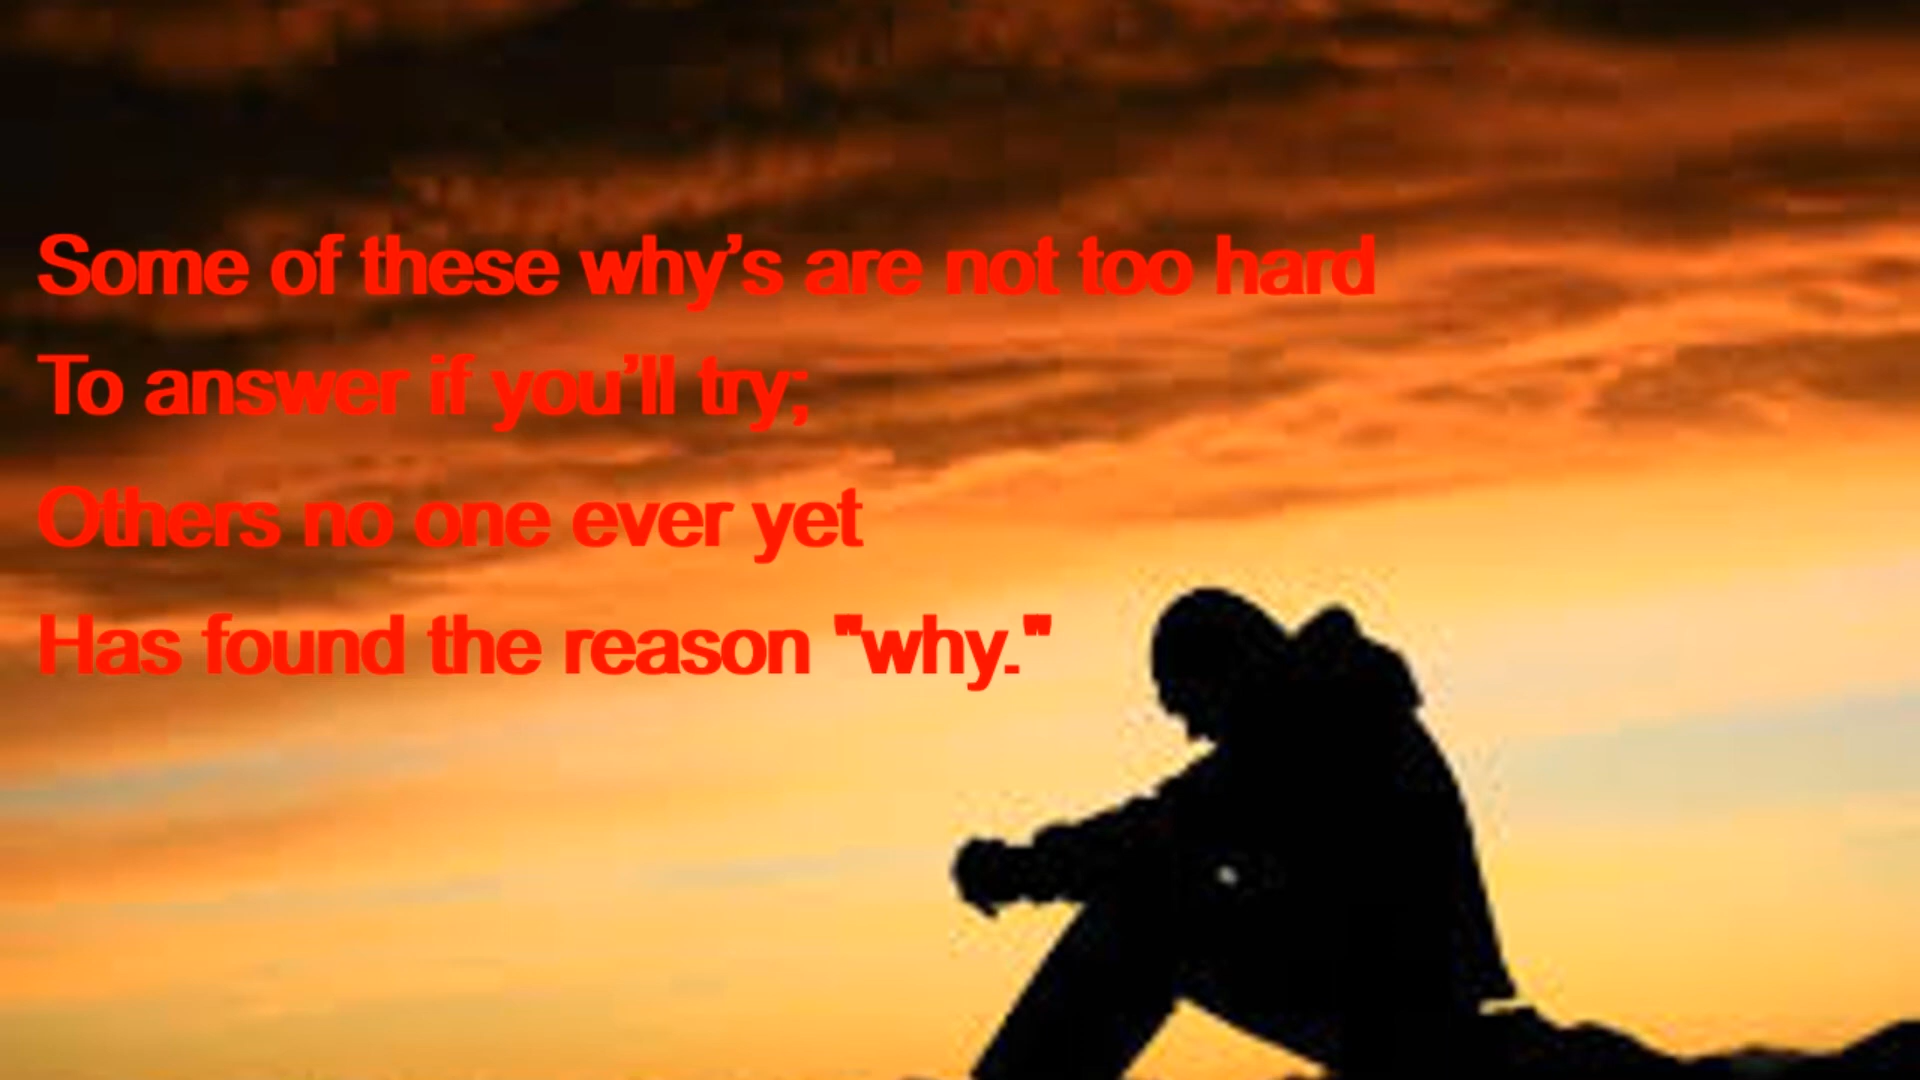 Some of these why’s are not too hard
To answer if you’ll try;
Others no one ever yet
Has found the reason "why."